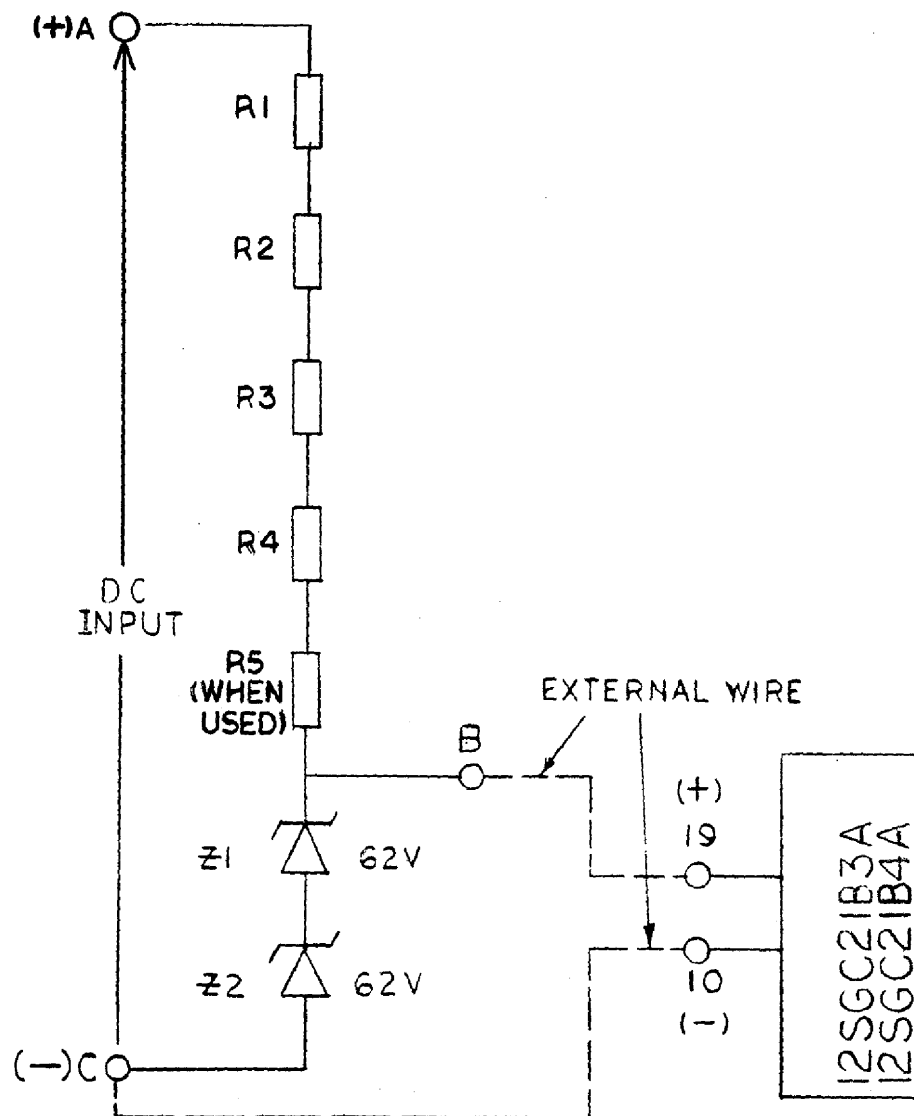 (+)A
R1
R2
R3
R4
DC
INPUT
R5
(WHEN
USED)
EXTERNAL WIRE
B
(+)
19
Z1
62V
10
(-)
Z2
62V
(-)C
12SGC21B3A
12SGC21B4A